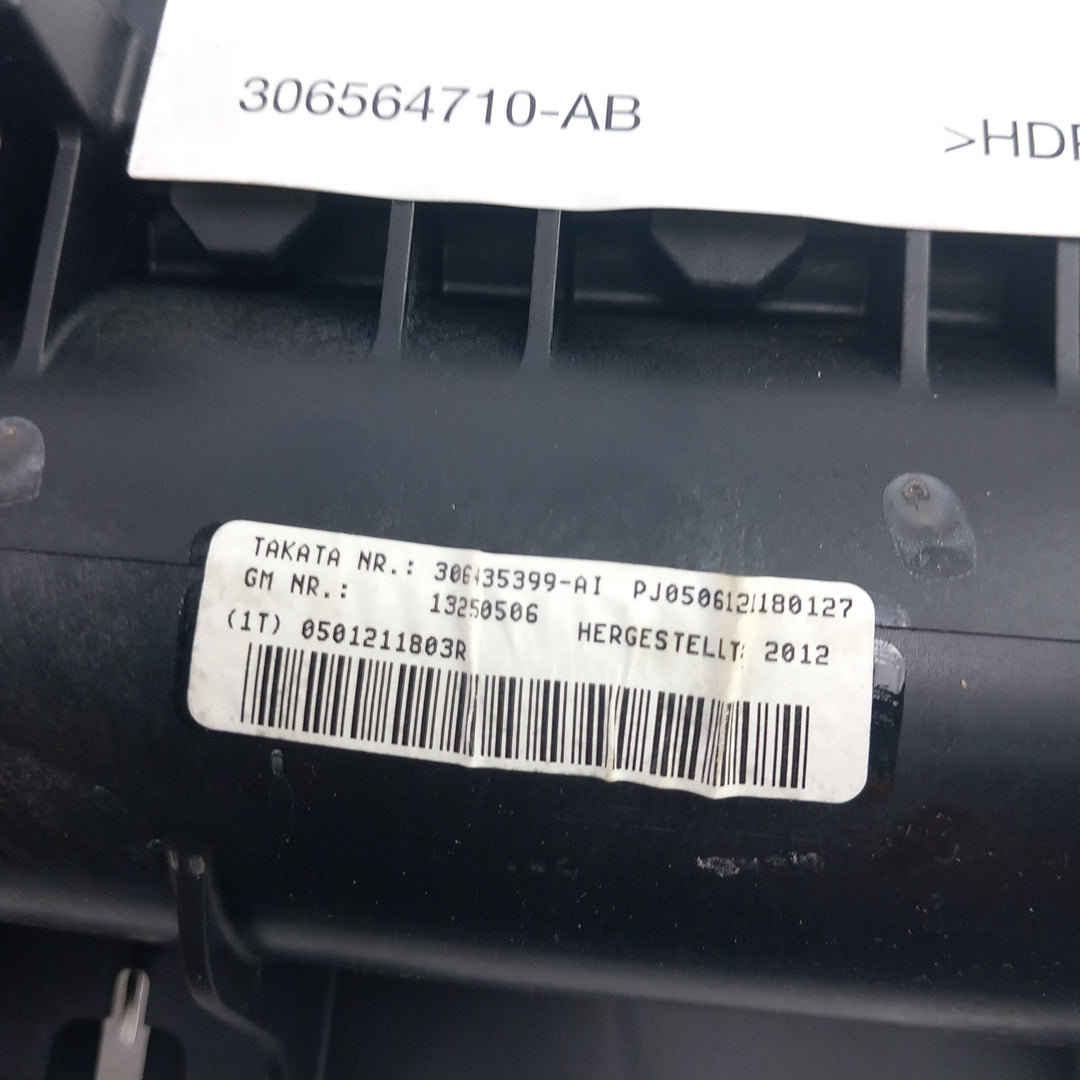 306564710-AB
>HDP
TAKATA NR.: 306435399-AI PJ0506121180127
GM NR.: 13250506
HERGESTELLT: 2012
(1T) 0501211803R